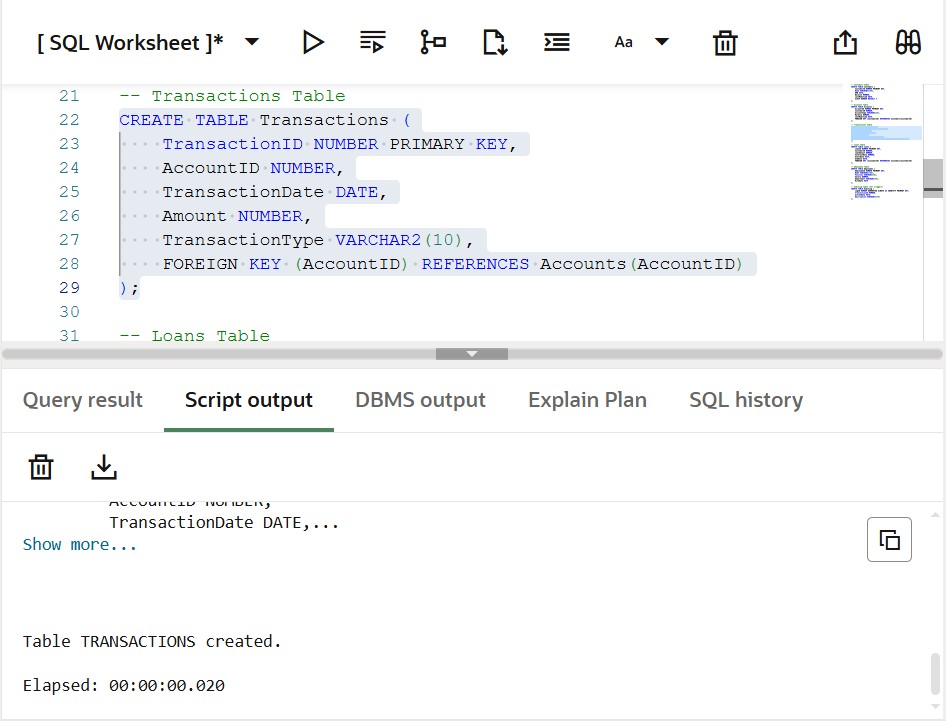 [ SQL Worksheet ]*
Aa
21 -- Transactions Table
22 CREATE TABLE Transactions (
23 TransactionID NUMBER PRIMARY KEY,
24 AccountID NUMBER,
25 TransactionDate DATE,
26 Amount NUMBER,
27 TransactionType VARCHAR2(10),
28 FOREIGN KEY (AccountID) REFERENCES Accounts(AccountID)
29 );
30
31 -- Loans Table
Query result Script output DBMS output Explain Plan SQL history
AccountID NUMBER,
TransactionDate DATE,...
Show more...
Table TRANSACTIONS created.
Elapsed: 00:00:00.020